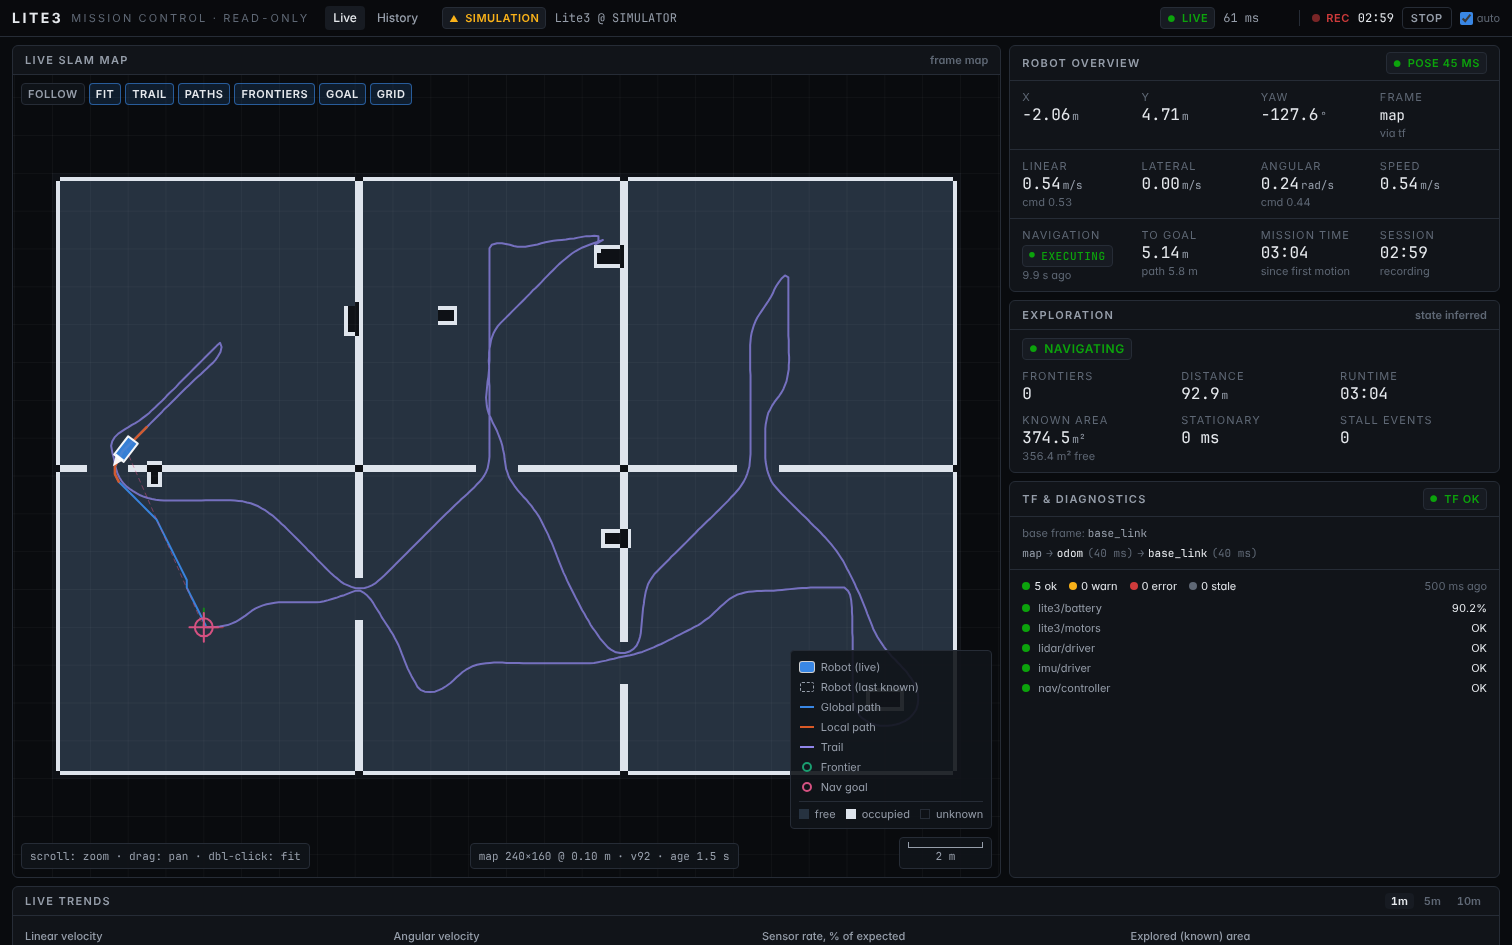 LITE3 MISSION CONTROL · READ-ONLY Live History ▲ SIMULATION Lite3 @ SIMULATOR LIVE 61 ms REC 02:59 STOP auto
LIVE SLAM MAP frame map
FOLLOW FIT TRAIL PATHS FRONTIERS GOAL GRID
Robot (live)
Robot (last known)
Global path
Local path
Trail
Frontier
Nav goal
free occupied unknown
scroll: zoom · drag: pan · dbl-click: fit
map 240×160 @ 0.10 m · v92 · age 1.5 s
2 m
ROBOT OVERVIEW POSE 45 MS
X Y YAW FRAME
-2.06 m 4.71 m -127.6 ° map
via tf
LINEAR LATERAL ANGULAR SPEED
0.54 m/s 0.00 m/s 0.24 rad/s 0.54 m/s
cmd 0.53 cmd 0.44
NAVIGATION TO GOAL MISSION TIME SESSION
EXECUTING 5.14 m 03:04 02:59
9.9 s ago path 5.8 m since first motion recording
EXPLORATION state inferred
NAVIGATING
FRONTIERS DISTANCE RUNTIME
0 92.9 m 03:04
KNOWN AREA STATIONARY STALL EVENTS
374.5 m² 0 ms 0
356.4 m² free
TF & DIAGNOSTICS TF OK
base frame: base_link
map → odom (40 ms) → base_link (40 ms)
5 ok 0 warn 0 error 0 stale 500 ms ago
lite3/battery 90.2%
lite3/motors OK
lidar/driver OK
imu/driver OK
nav/controller OK
LIVE TRENDS 1m 5m 10m
Linear velocity Angular velocity Sensor rate, % of expected Explored (known) area